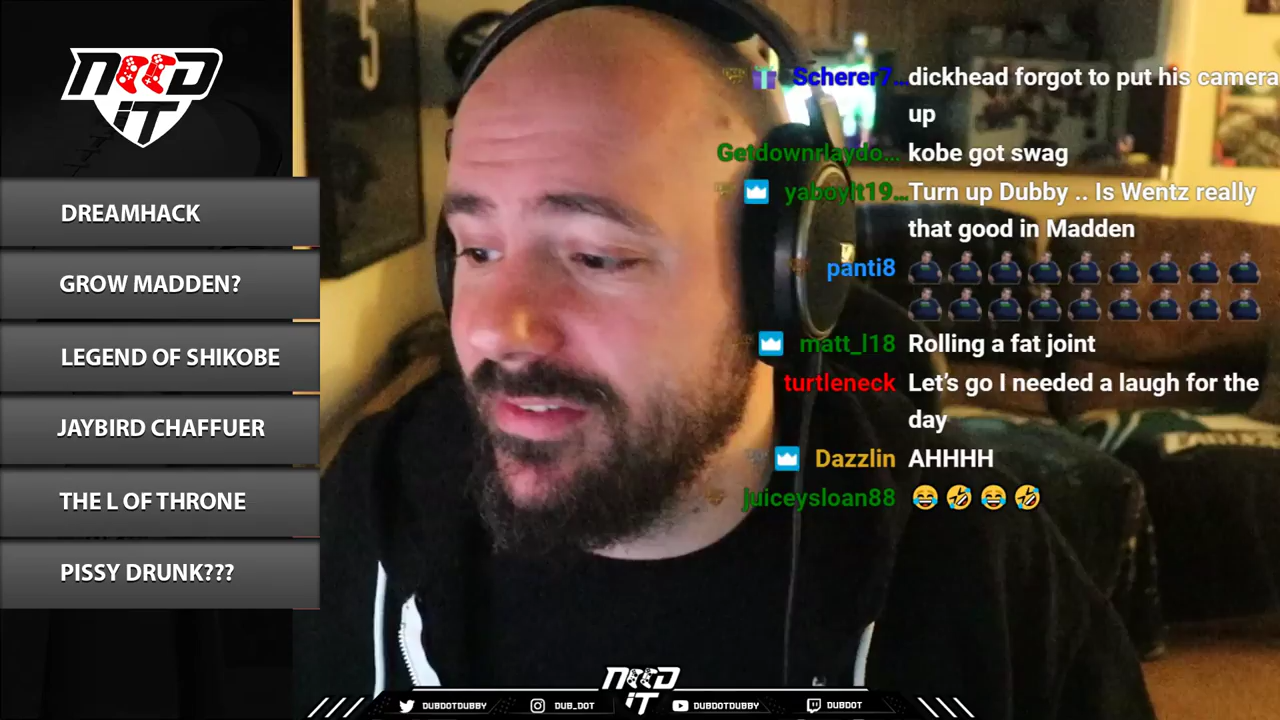 NEED
iT
DREAMHACK
GROW MADDEN?
LEGEND OF SHIKOBE
JAYBIRD CHAFFUER
THE L OF THRONE
PISSY DRUNK???
5
Scherer7... dickhead forgot to put his camera
up
Getdownrlaydo... kobe got swag
yaboylt19... Turn up Dubby .. Is Wentz really
that good in Madden
panti8
matt_l18 Rolling a fat joint
turtleneck Let's go I needed a laugh for the
day
Dazzlin AHHHH
juiceysloan88 😂 🤣 😂 🤣
NEED
iT
DUBDOTDUBBY DUB_DOT DUBDOTDUBBY DUBDOT